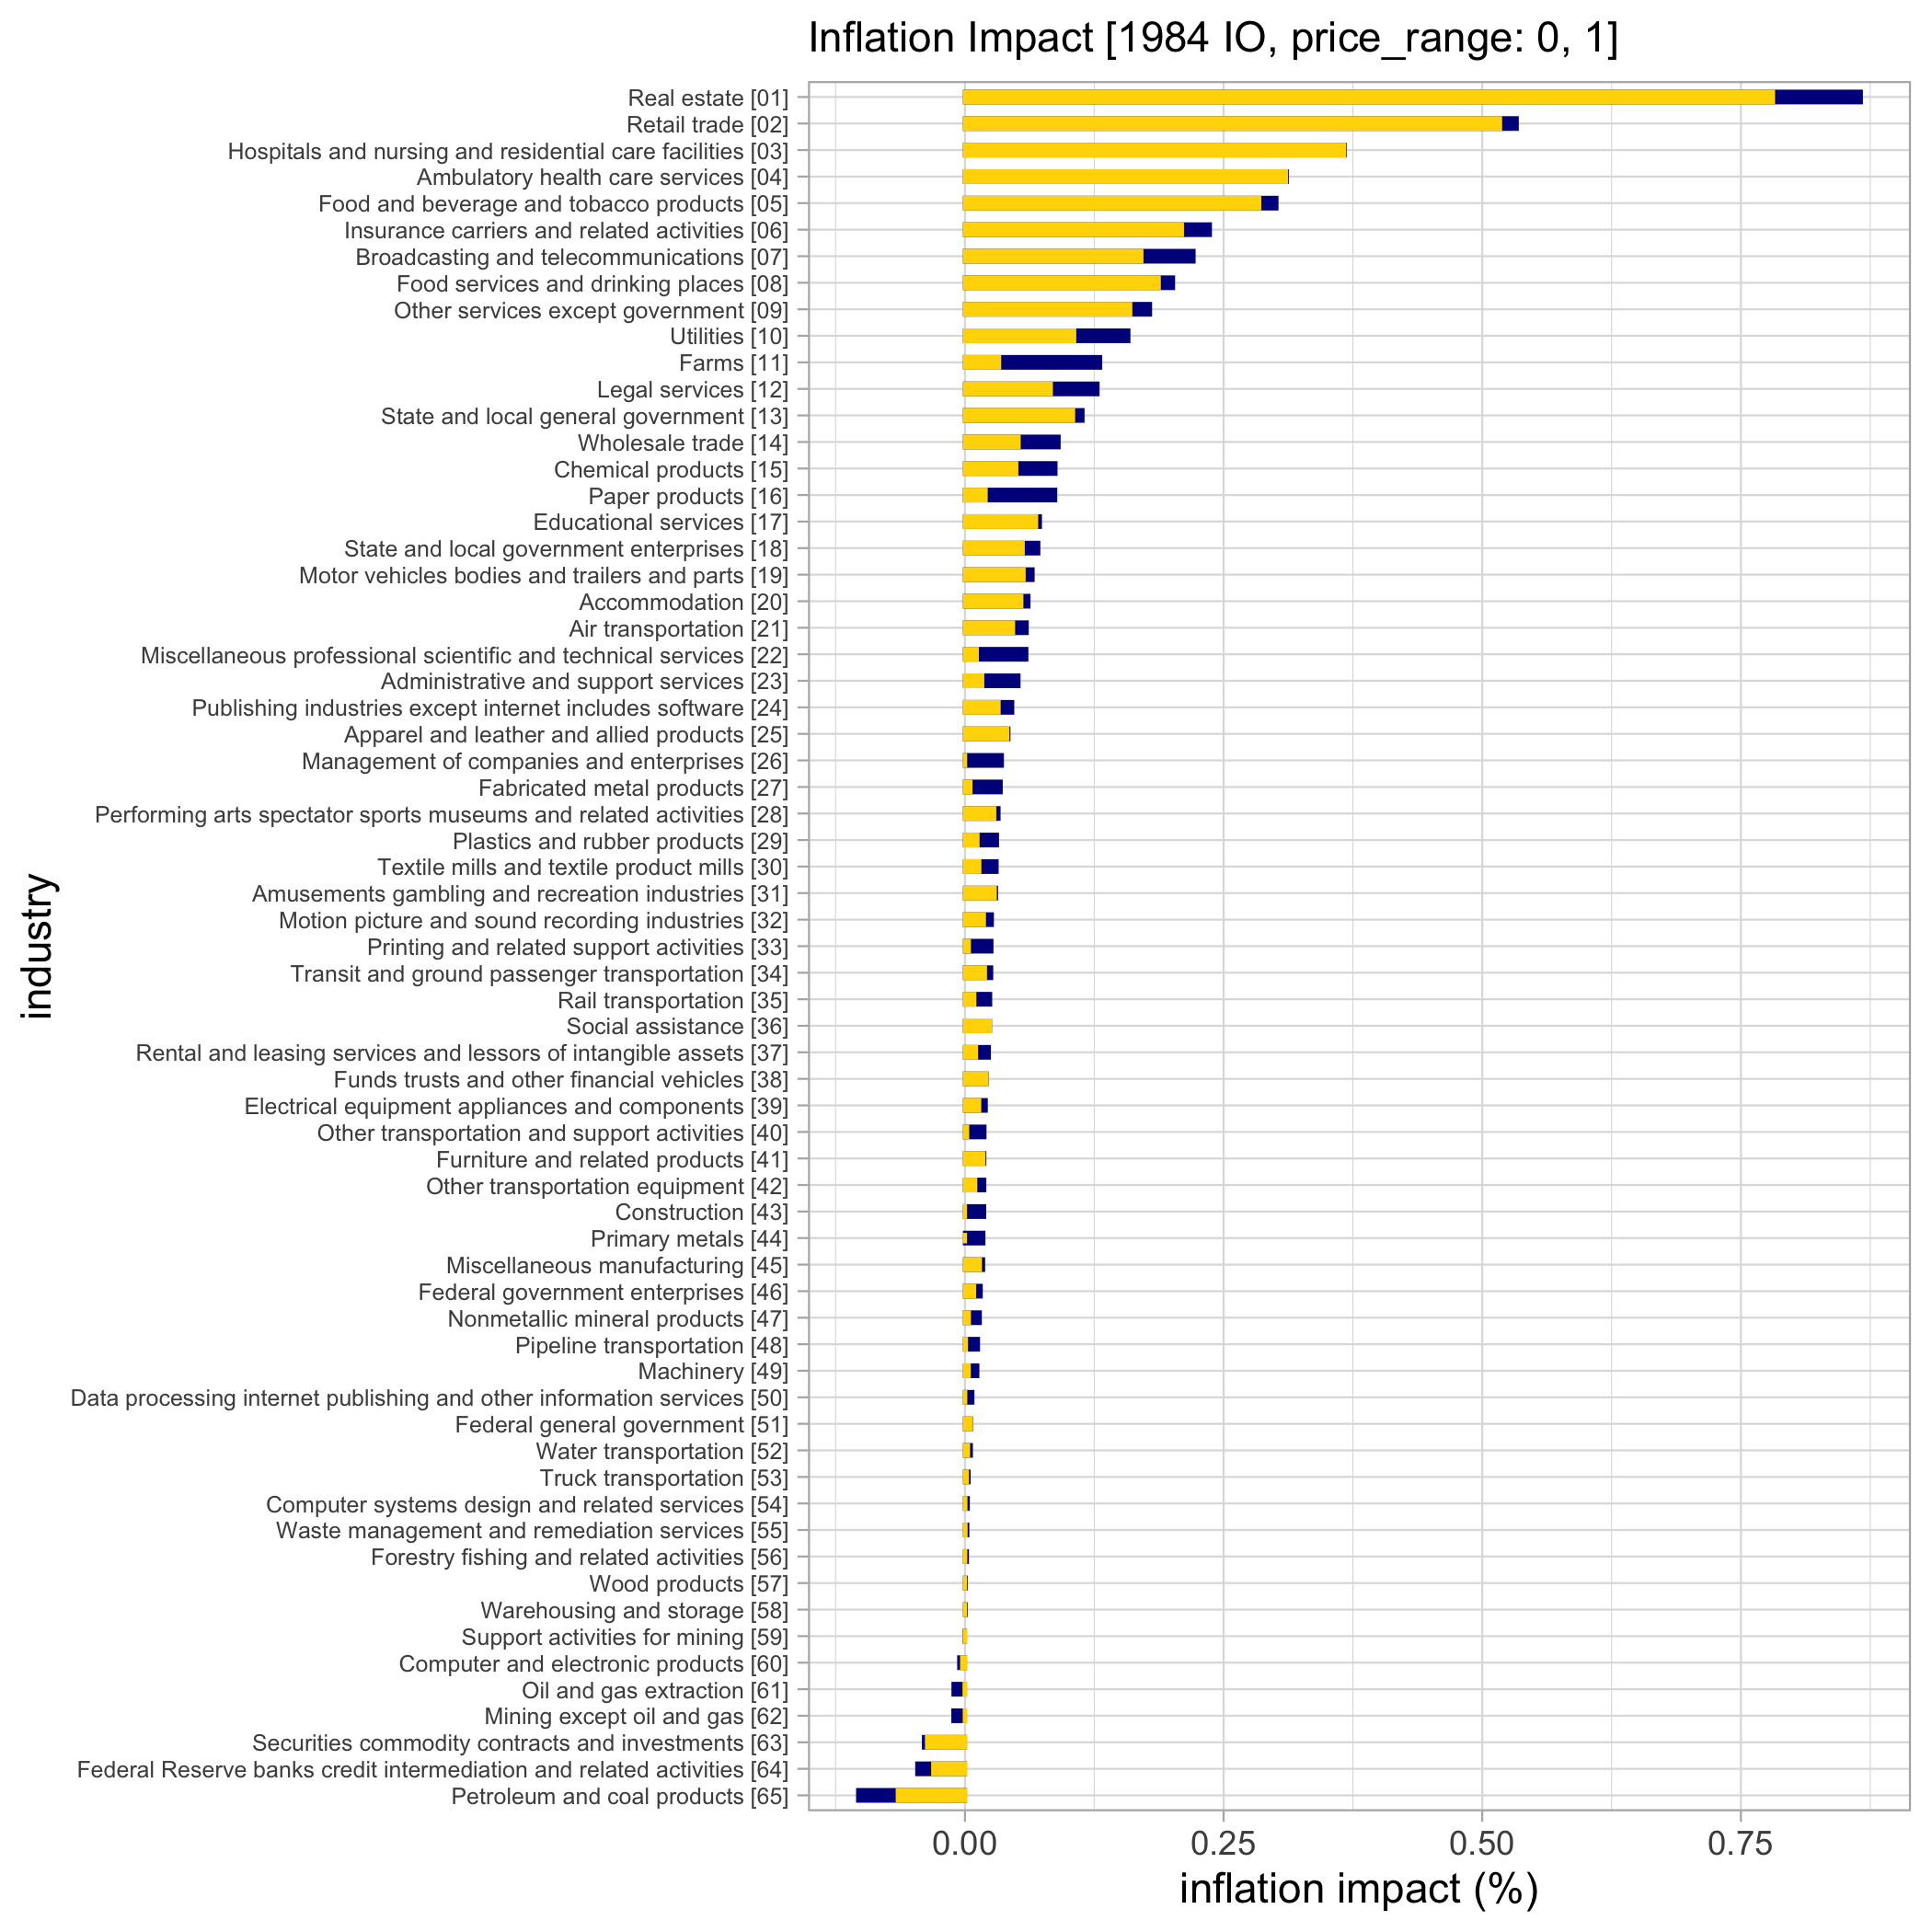 Inflation Impact [1984 IO, price_range: 0, 1]
industry
Real estate [01]
Retail trade [02]
Hospitals and nursing and residential care facilities [03]
Ambulatory health care services [04]
Food and beverage and tobacco products [05]
Insurance carriers and related activities [06]
Broadcasting and telecommunications [07]
Food services and drinking places [08]
Other services except government [09]
Utilities [10]
Farms [11]
Legal services [12]
State and local general government [13]
Wholesale trade [14]
Chemical products [15]
Paper products [16]
Educational services [17]
State and local government enterprises [18]
Motor vehicles bodies and trailers and parts [19]
Accommodation [20]
Air transportation [21]
Miscellaneous professional scientific and technical services [22]
Administrative and support services [23]
Publishing industries except internet includes software [24]
Apparel and leather and allied products [25]
Management of companies and enterprises [26]
Fabricated metal products [27]
Performing arts spectator sports museums and related activities [28]
Plastics and rubber products [29]
Textile mills and textile product mills [30]
Amusements gambling and recreation industries [31]
Motion picture and sound recording industries [32]
Printing and related support activities [33]
Transit and ground passenger transportation [34]
Rail transportation [35]
Social assistance [36]
Rental and leasing services and lessors of intangible assets [37]
Funds trusts and other financial vehicles [38]
Electrical equipment appliances and components [39]
Other transportation and support activities [40]
Furniture and related products [41]
Other transportation equipment [42]
Construction [43]
Primary metals [44]
Miscellaneous manufacturing [45]
Federal government enterprises [46]
Nonmetallic mineral products [47]
Pipeline transportation [48]
Machinery [49]
Data processing internet publishing and other information services [50]
Federal general government [51]
Water transportation [52]
Truck transportation [53]
Computer systems design and related services [54]
Waste management and remediation services [55]
Forestry fishing and related activities [56]
Wood products [57]
Warehousing and storage [58]
Support activities for mining [59]
Computer and electronic products [60]
Oil and gas extraction [61]
Mining except oil and gas [62]
Securities commodity contracts and investments [63]
Federal Reserve banks credit intermediation and related activities [64]
Petroleum and coal products [65]
0.00 0.25 0.50 0.75
inflation impact (%)